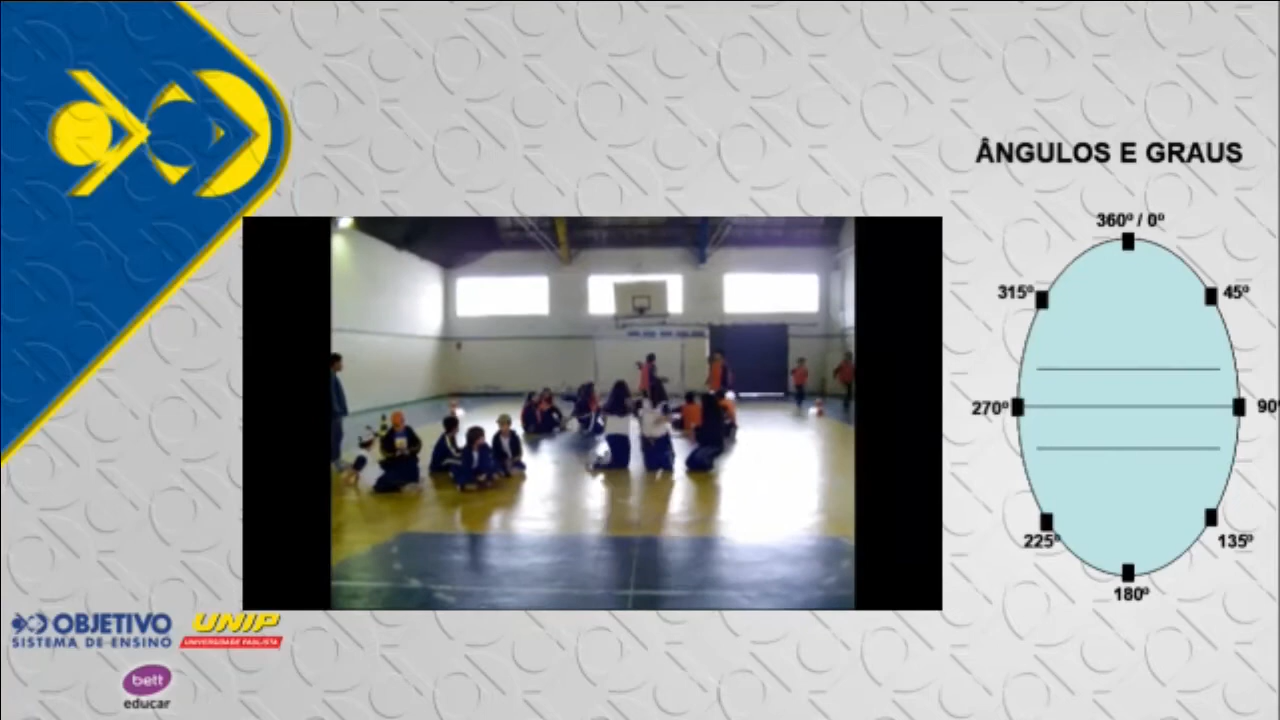 ÂNGULOS E GRAUS
360º / 0º
315º
45º
270º
90º
225º
135º
180º
OBJETIVO
SISTEMA DE ENSINO
UNIP
UNIVERSIDADE PAULISTA
bett
educar